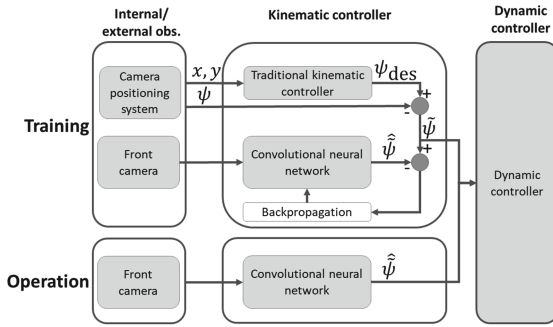 Internal/
external obs.
Kinematic controller
Dynamic
controller
Training
Camera
positioning
system
x, y
ψ
Traditional kinematic
controller
ψdes
+
-
ψ̃
Front
camera
Convolutional neural
network
ψ̃̂
+
-
Backpropagation
Dynamic
controller
Operation
Front
camera
Convolutional neural
network
ψ̃̂